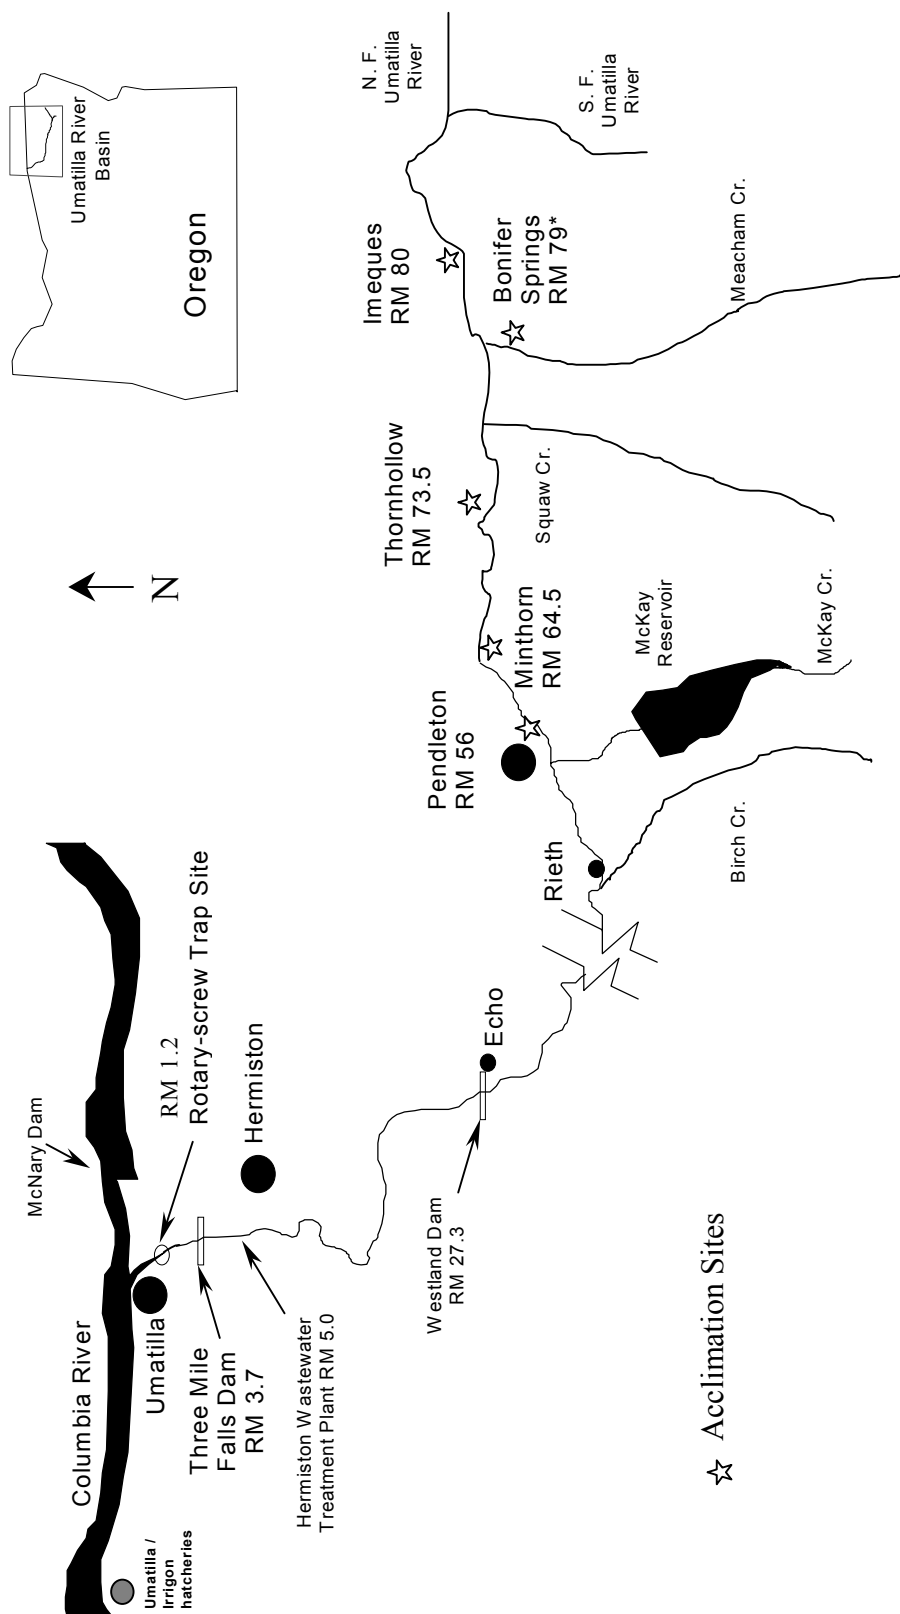 Columbia River
McNary Dam
Umatilla /
Irrigon
hatcheries
Umatilla
RM 1.2
Rotary-screw Trap Site
Three Mile
Falls Dam
RM 3.7
Hermiston
Hermiston Wastewater
Treatment Plant RM 5.0
Westland Dam
RM 27.3
Echo
Rieth
Pendleton
RM 56
Minthorn
RM 64.5
Thornhollow
RM 73.5
Imeques
RM 80
Bonifer
Springs
RM 79*
N. F.
Umatilla
River
S. F.
Umatilla
River
Birch Cr.
McKay
Reservoir
McKay Cr.
Squaw Cr.
Meacham Cr.
N
Oregon
Umatilla River
Basin
Acclimation Sites